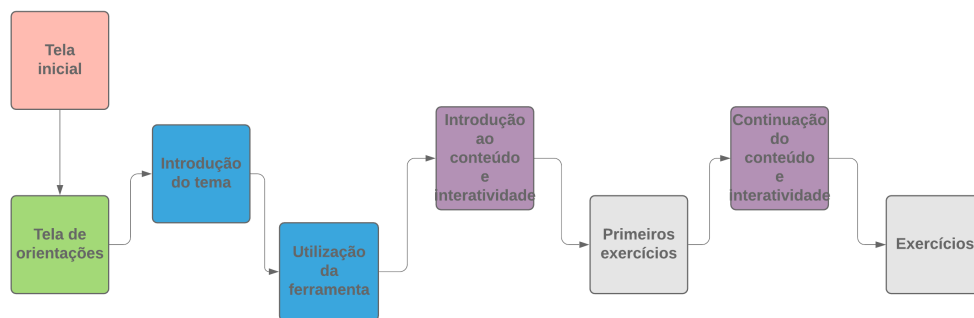 Tela
inicial
Tela de
orientações
Introdução
do tema
Utilização
da
ferramenta
Introdução
ao
conteúdo
e
interatividade
Primeiros
exercícios
Continuação
do
conteúdo
e
interatividade
Exercícios